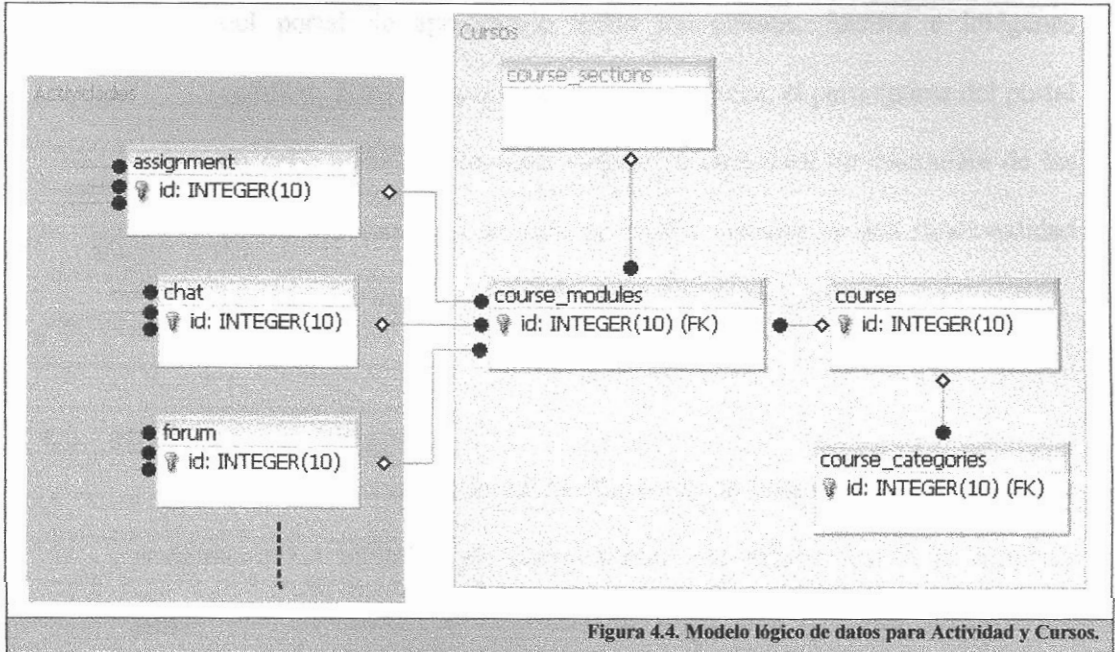 Cursos
course_sections
Actividades
assignment
id: INTEGER(10)
chat
id: INTEGER(10)
forum
id: INTEGER(10)
course_modules
id: INTEGER(10) (FK)
course
id: INTEGER(10)
course_categories
id: INTEGER(10) (FK)
Figura 4.4. Modelo lógico de datos para Actividad y Cursos.